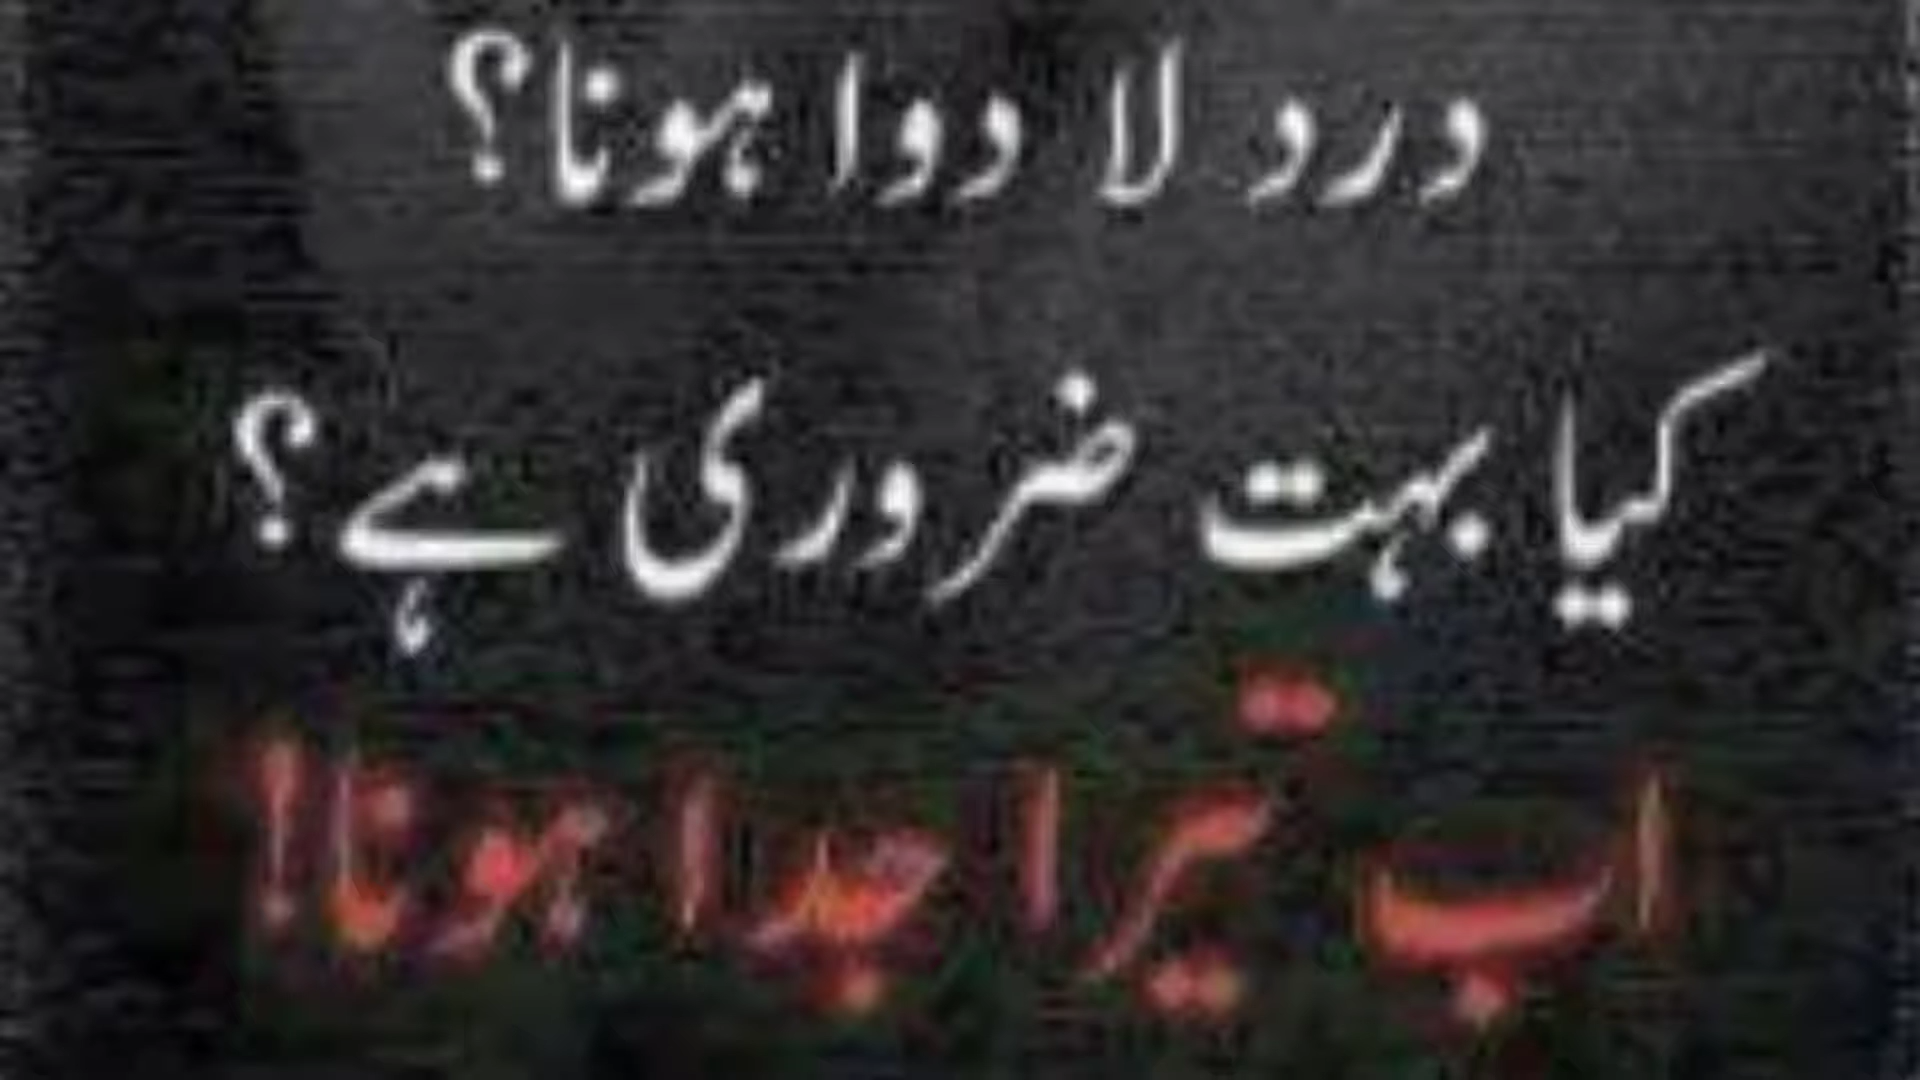 درد لا دوا ہونا؟
کیا بہت ضروری ہے؟
اب تیرا جدا ہونا!